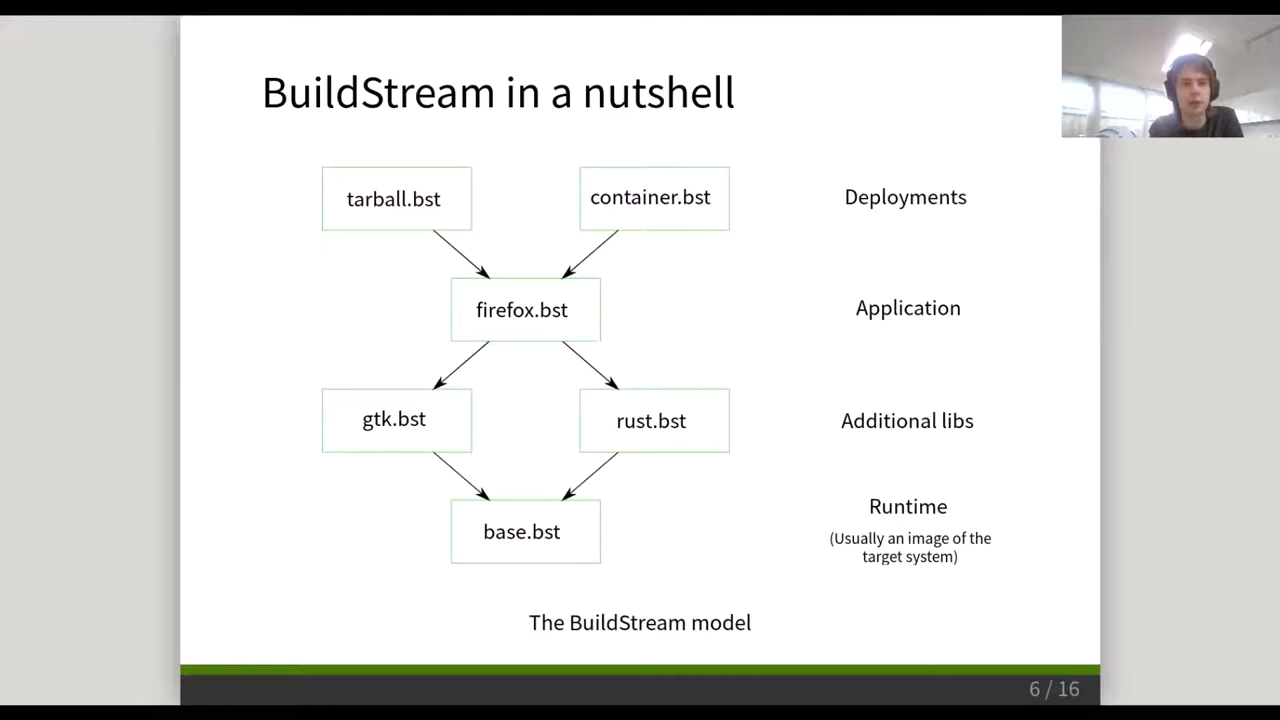 BuildStream in a nutshell
tarball.bst
container.bst
Deployments
firefox.bst
Application
gtk.bst
rust.bst
Additional libs
base.bst
Runtime
(Usually an image of the
target system)
The BuildStream model
6 / 16